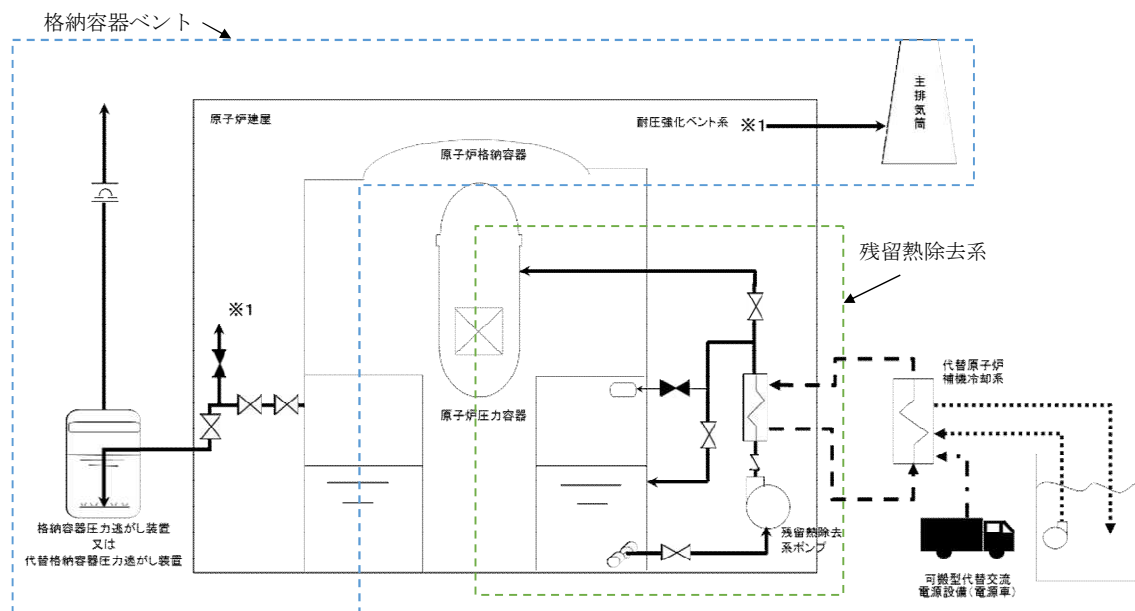 格納容器ベント
主排気筒
原子炉建屋
耐圧強化ベント系 ※1
原子炉格納容器
残留熱除去系
※1
代替原子炉
補機冷却系
原子炉圧力容器
格納容器圧力逃がし装置
又は
代替格納容器圧力逃がし装置
残留熱除去
系ポンプ
可搬型代替交流
電源設備(電源車)